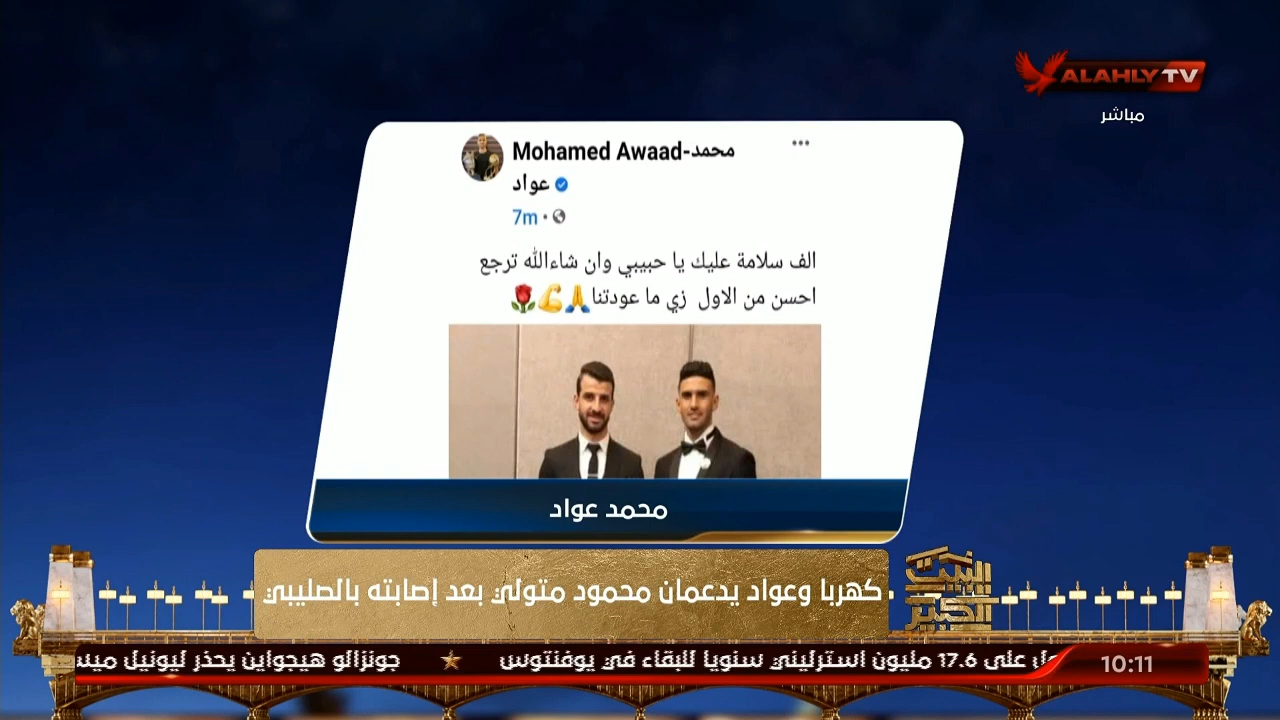 ALAHLY TV
مباشر
Mohamed Awaad-محمد
عواد
7m
الف سلامة عليك يا حبيبي وان شاءالله ترجع
احسن من الاول زي ما عودتنا🙏💪🌹
محمد عواد
كهربا وعواد يدعمان محمود متولي بعد إصابته بالصليبي
البيت
الكبير
على 17.6 مليون استرليني سنويا للبقاء في يوفنتوس
جونزالو هيجواين يحذر ليونيل
10:11